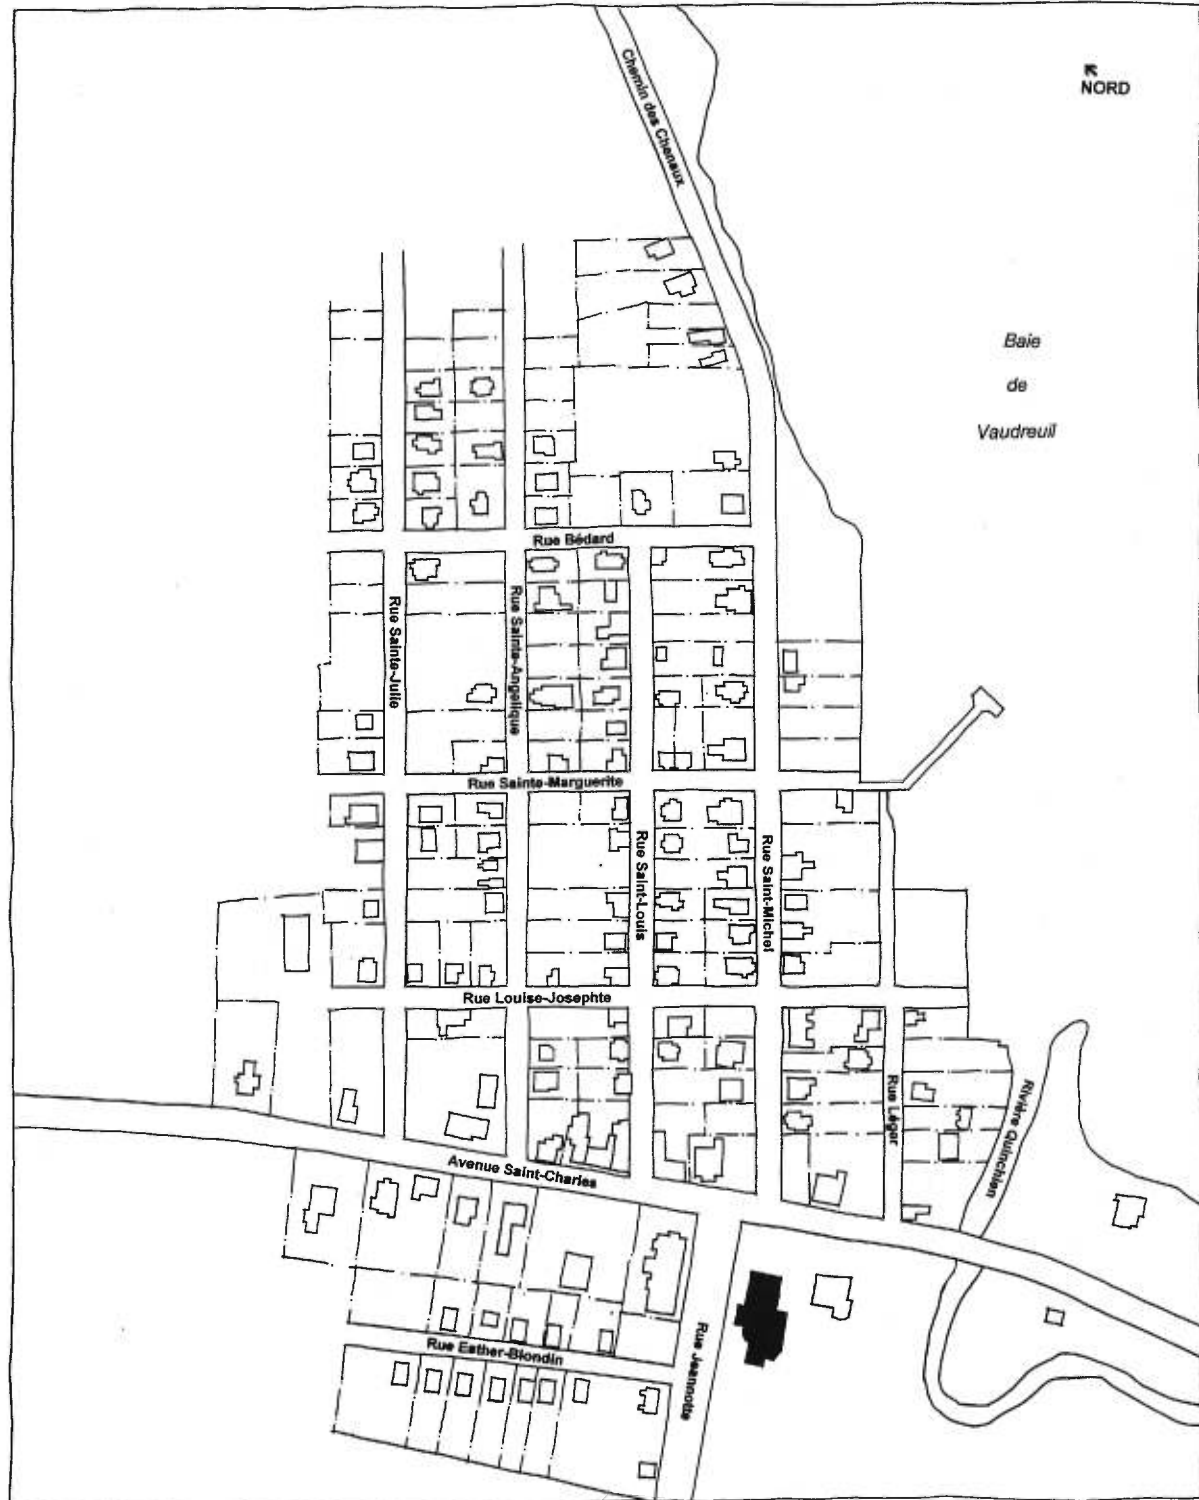 Chemin des Chenaux
NORD
Baie
de
Vaudreuil
Rue Bédard
Rue Sainte-Julie
Rue Sainte-Angélique
Rue Sainte-Marguerite
Rue Saint-Louis
Rue Saint-Michel
Rue Louise-Josephte
Rue Léger
Rivière Quinchien
Avenue Saint-Charles
Rue Esther-Blondin
Rue Jeannotte